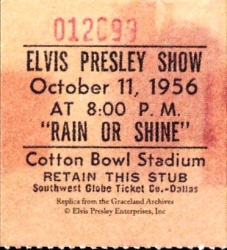 012699
ELVIS PRESLEY SHOW
October 11, 1956
AT 8:00 P. M.
"RAIN OR SHINE"
Cotton Bowl Stadium
RETAIN THIS STUB
Southwest Globe Ticket Co.-Dallas
Replica from the Graceland Archives
© Elvis Presley Enterprises, Inc